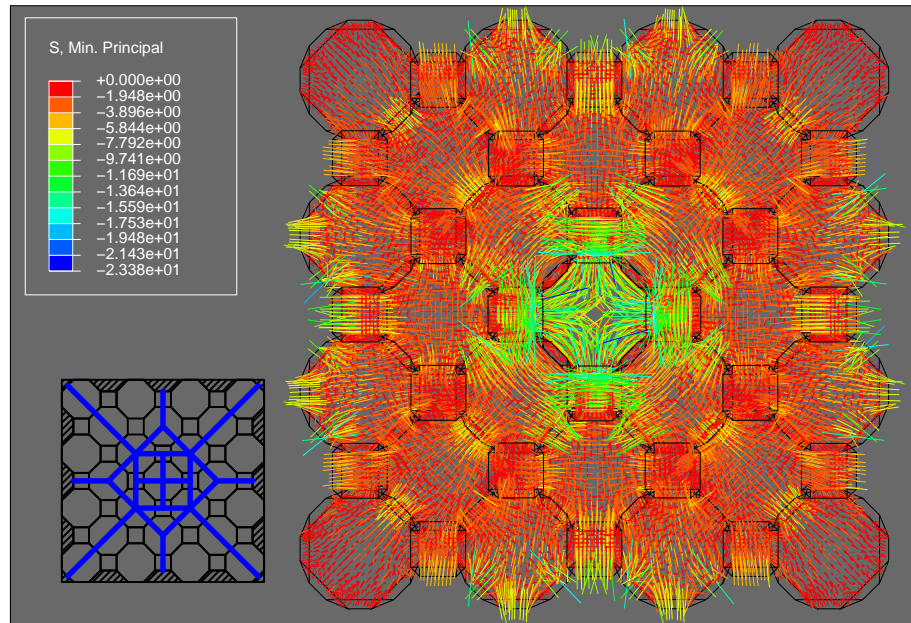 S, Min. Principal
+0.000e+00
−1.948e+00
−3.896e+00
−5.844e+00
−7.792e+00
−9.741e+00
−1.169e+01
−1.364e+01
−1.559e+01
−1.753e+01
−1.948e+01
−2.143e+01
−2.338e+01